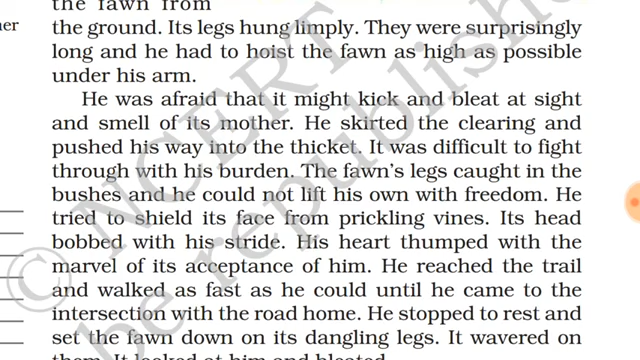 the fawn from
her
the ground. Its legs hung limply. They were surprisingly
long and he had to hoist the fawn as high as possible
under his arm.
He was afraid that it might kick and bleat at sight
and smell of its mother. He skirted the clearing and
pushed his way into the thicket. It was difficult to fight
through with his burden. The fawn's legs caught in the
bushes and he could not lift his own with freedom. He
tried to shield its face from prickling vines. Its head
bobbed with his stride. His heart thumped with the
marvel of its acceptance of him. He reached the trail
and walked as fast as he could until he came to the
intersection with the road home. He stopped to rest and
set the fawn down on its dangling legs. It wavered on
them. It looked at him and bleated.
© NCERT
be republished